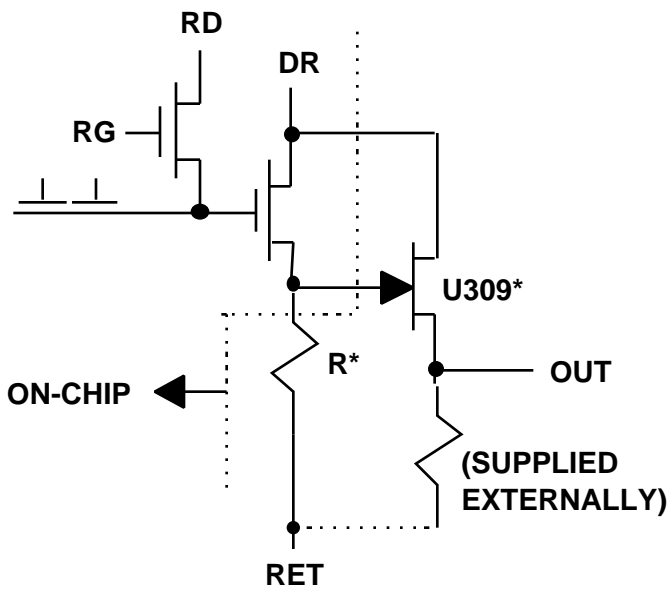 RD
DR
RG
U309*
R*
OUT
ON-CHIP
(SUPPLIED
EXTERNALLY)
RET